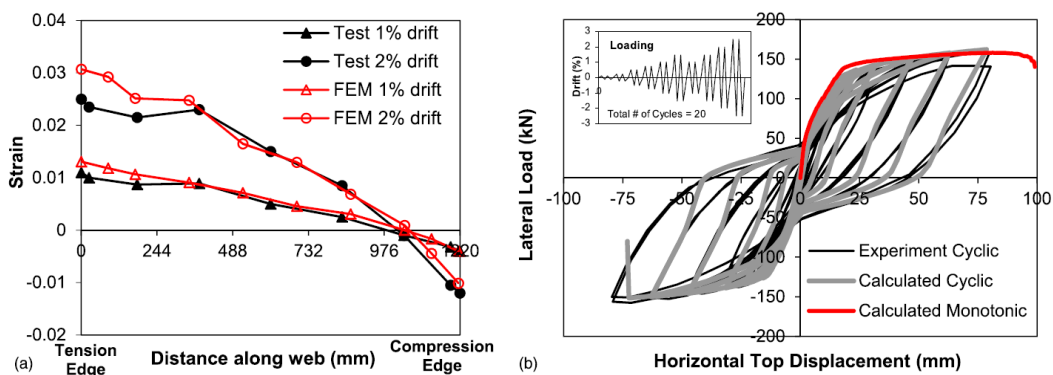 0.04
0.03
0.02
0.01
0
-0.01
-0.02
Strain
0
244
488
732
976
1220
Test 1% drift
Test 2% drift
FEM 1% drift
FEM 2% drift
(a)
Tension
Edge
Distance along web (mm)
Compression
Edge
200
150
100
50
0
-50
-100
-150
-200
Lateral Load (kN)
-100
-75
-50
-25
0
25
50
75
100
3
2
1
0
-1
-2
-3
Drift (%)
Loading
0
Total # of Cycles = 20
Experiment Cyclic
Calculated Cyclic
Calculated Monotonic
(b)
Horizontal Top Displacement (mm)